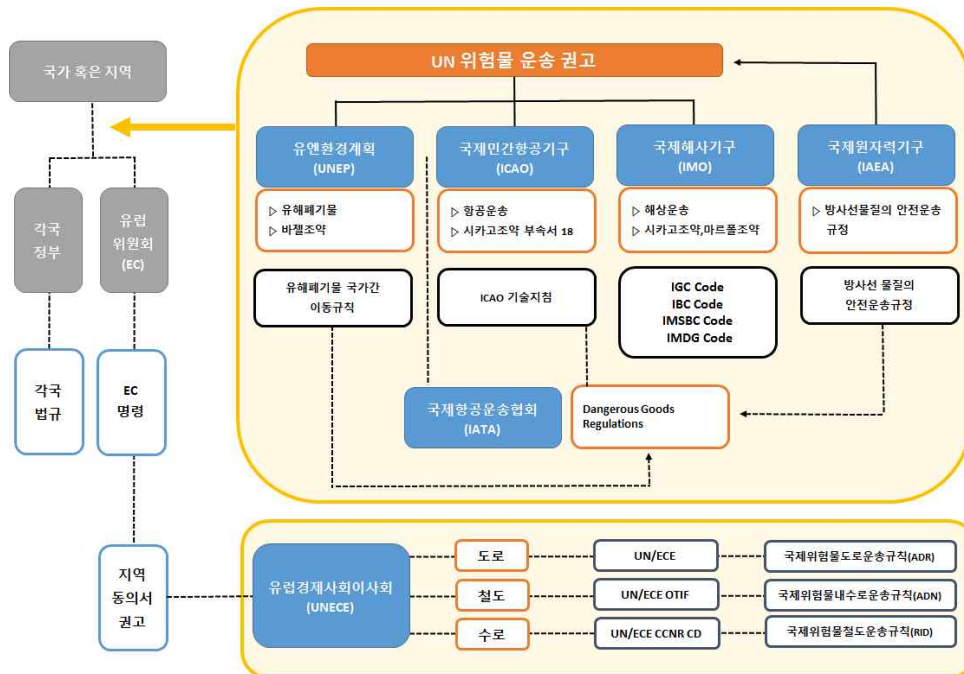 국가 혹은 지역
각국
정부
유럽
위원회
(EC)
각국
법규
EC
명령
지역
동의서
권고
UN 위험물 운송 권고
유엔환경계획
(UNEP)
▷ 유해폐기물
▷ 바젤조약
유해폐기물 국가간
이동규칙
국제민간항공기구
(ICAO)
▷ 항공운송
▷ 시카고조약 부속서 18
ICAO 기술지침
국제해사기구
(IMO)
▷ 해상운송
▷ 시카고조약,마르폴조약
IGC Code
IBC Code
IMSBC Code
IMDG Code
국제원자력기구
(IAEA)
▷ 방사선물질의 안전운송
규정
방사선 물질의
안전운송규정
국제항공운송협회
(IATA)
Dangerous Goods
Regulations
유럽경제사회이사회
(UNECE)
도로
UN/ECE
국제위험물도로운송규칙(ADR)
철도
UN/ECE OTIF
국제위험물내수로운송규칙(ADN)
수로
UN/ECE CCNR CD
국제위험물철도운송규칙(RID)